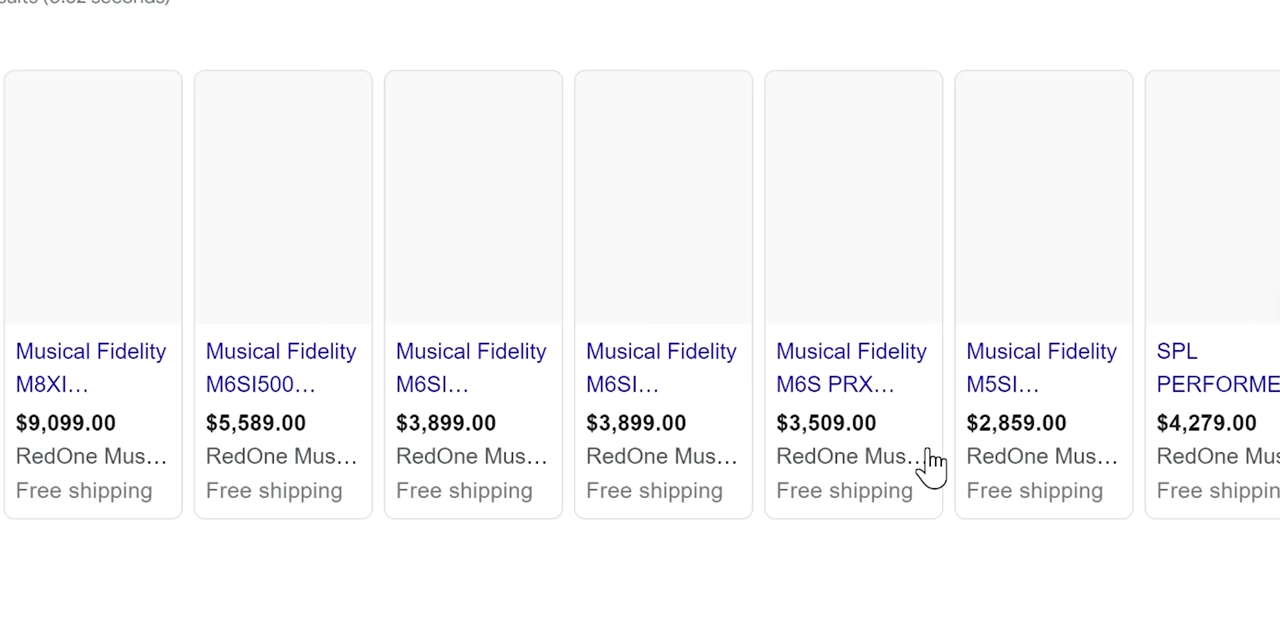 Musical Fidelity
M8XI...
$9,099.00
RedOne Mus...
Free shipping
Musical Fidelity
M6SI500...
$5,589.00
RedOne Mus...
Free shipping
Musical Fidelity
M6SI...
$3,899.00
RedOne Mus...
Free shipping
Musical Fidelity
M6SI...
$3,899.00
RedOne Mus...
Free shipping
Musical Fidelity
M6S PRX...
$3,509.00
RedOne Mus...
Free shipping
Musical Fidelity
M5SI...
$2,859.00
RedOne Mus...
Free shipping
SPL
PERFORME
$4,279.00
RedOne Mus
Free shippin